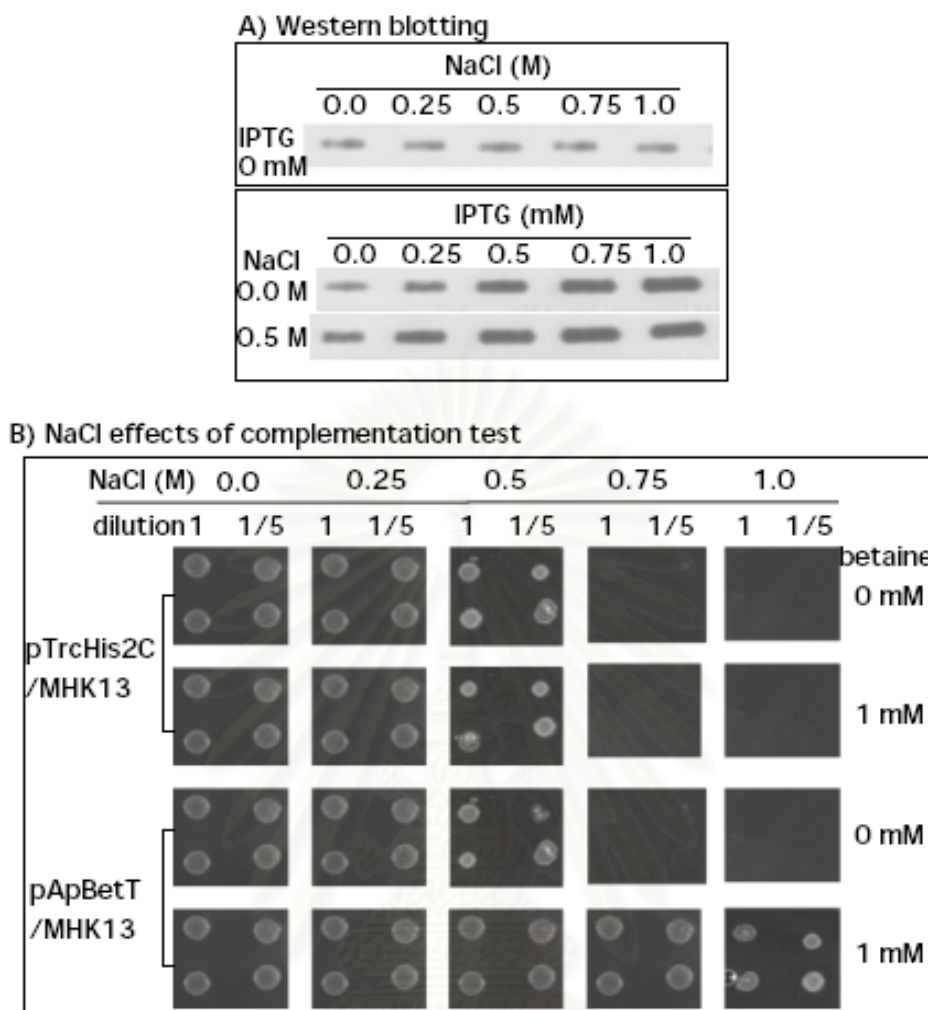 A) Western blotting
NaCl (M)
0.0 0.25 0.5 0.75 1.0
IPTG
0 mM
IPTG (mM)
0.0 0.25 0.5 0.75 1.0
NaCl
0.0 M
0.5 M
B) NaCl effects of complementation test
NaCl (M) 0.0 0.25 0.5 0.75 1.0
dilution 1 1/5 1 1/5 1 1/5 1 1/5 1 1/5
betaine
0 mM
pTrcHis2C
/MHK13
1 mM
0 mM
pApBetT
/MHK13
1 mM